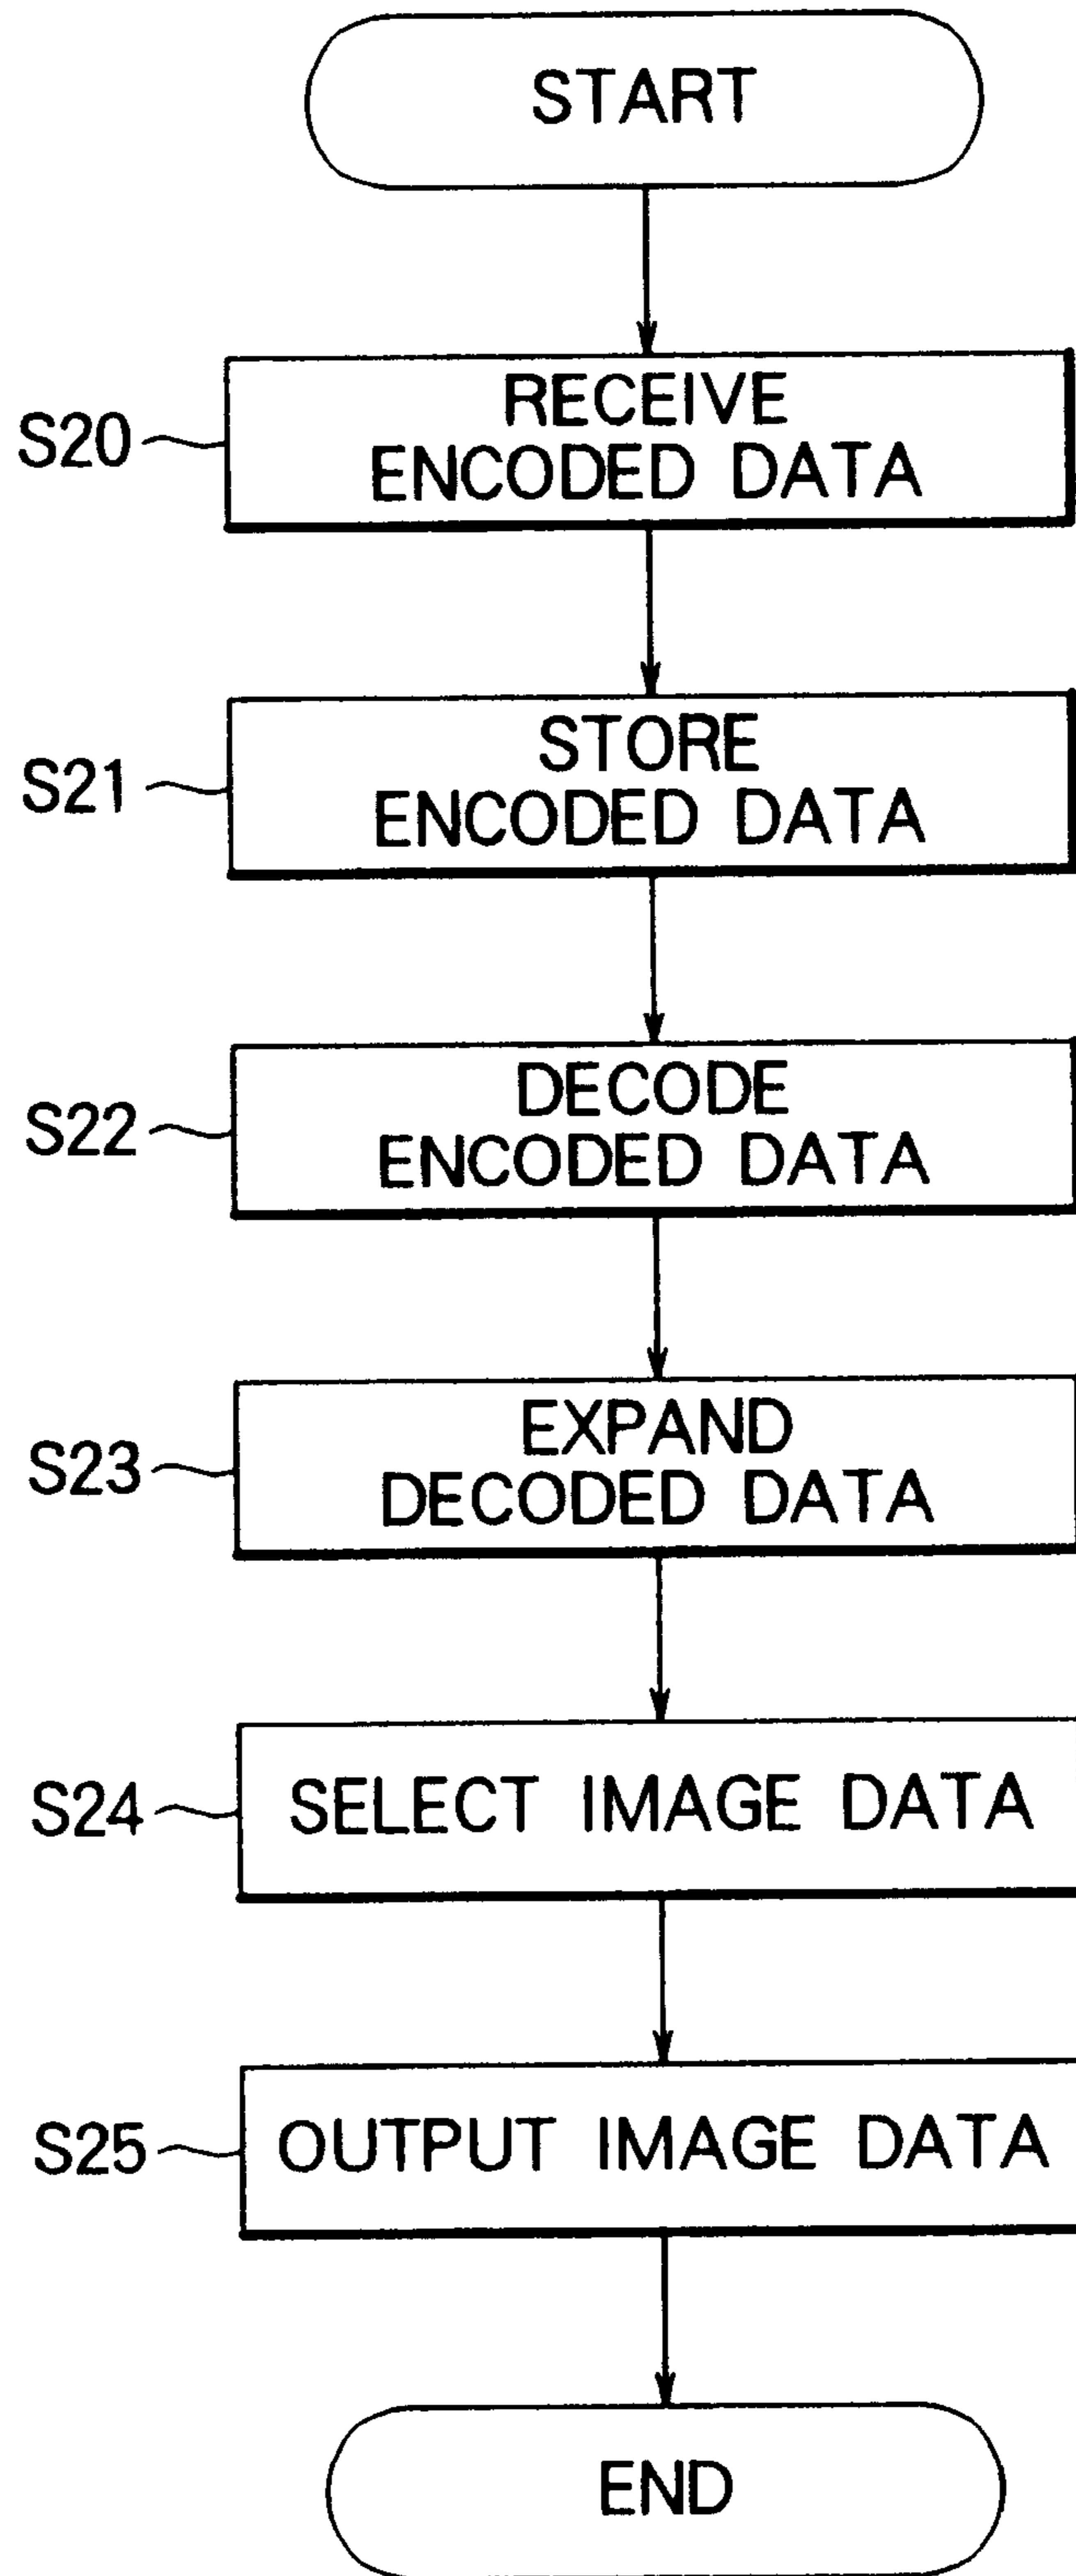 START
S20
RECEIVE
ENCODED DATA
S21
STORE
ENCODED DATA
S22
DECODE
ENCODED DATA
S23
EXPAND
DECODED DATA
S24
SELECT IMAGE DATA
S25
OUTPUT IMAGE DATA
END